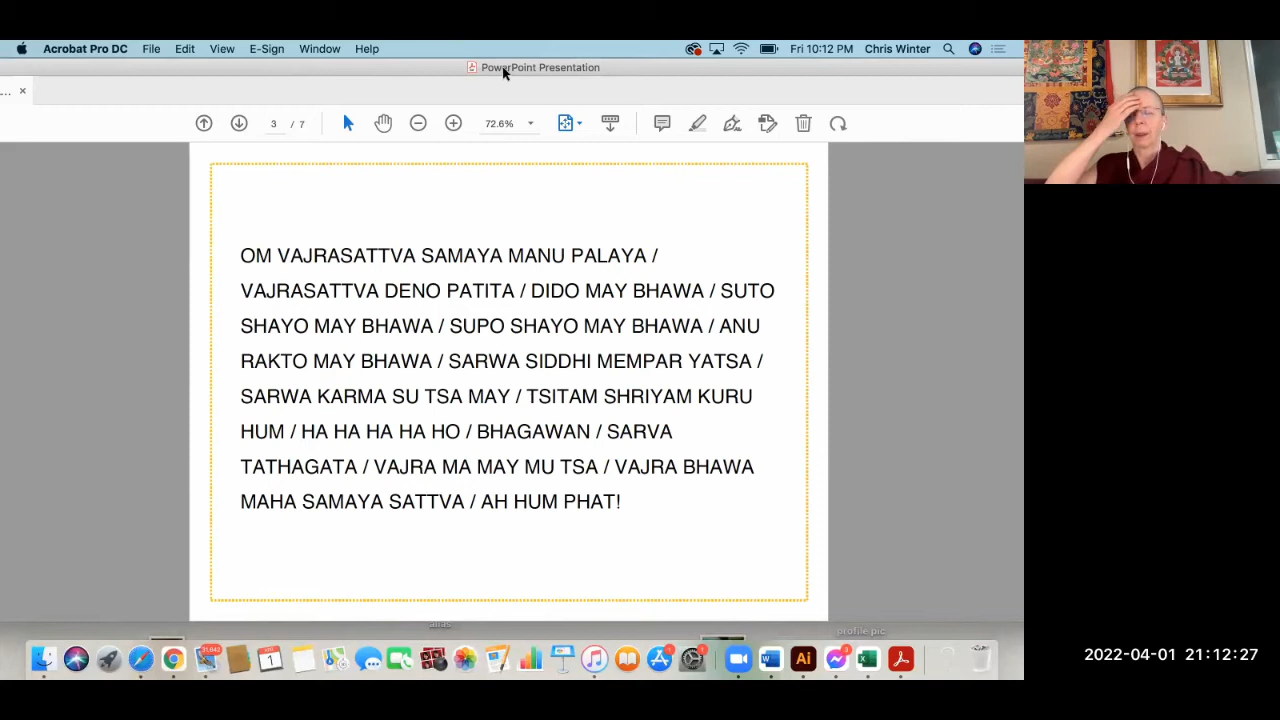 Acrobat Pro DC File Edit View E-Sign Window Help Fri 10:12 PM Chris Winter
PowerPoint Presentation
... ×
3 / 7 72.6%
OM VAJRASATTVA SAMAYA MANU PALAYA /
VAJRASATTVA DENO PATITA / DIDO MAY BHAWA / SUTO
SHAYO MAY BHAWA / SUPO SHAYO MAY BHAWA / ANU
RAKTO MAY BHAWA / SARWA SIDDHI MEMPAR YATSA /
SARWA KARMA SU TSA MAY / TSITAM SHRIYAM KURU
HUM / HA HA HA HA HO / BHAGAWAN / SARVA
TATHAGATA / VAJRA MA MAY MU TSA / VAJRA BHAWA
MAHA SAMAYA SATTVA / AH HUM PHAT!
profile pic
2022-04-01 21:12:27